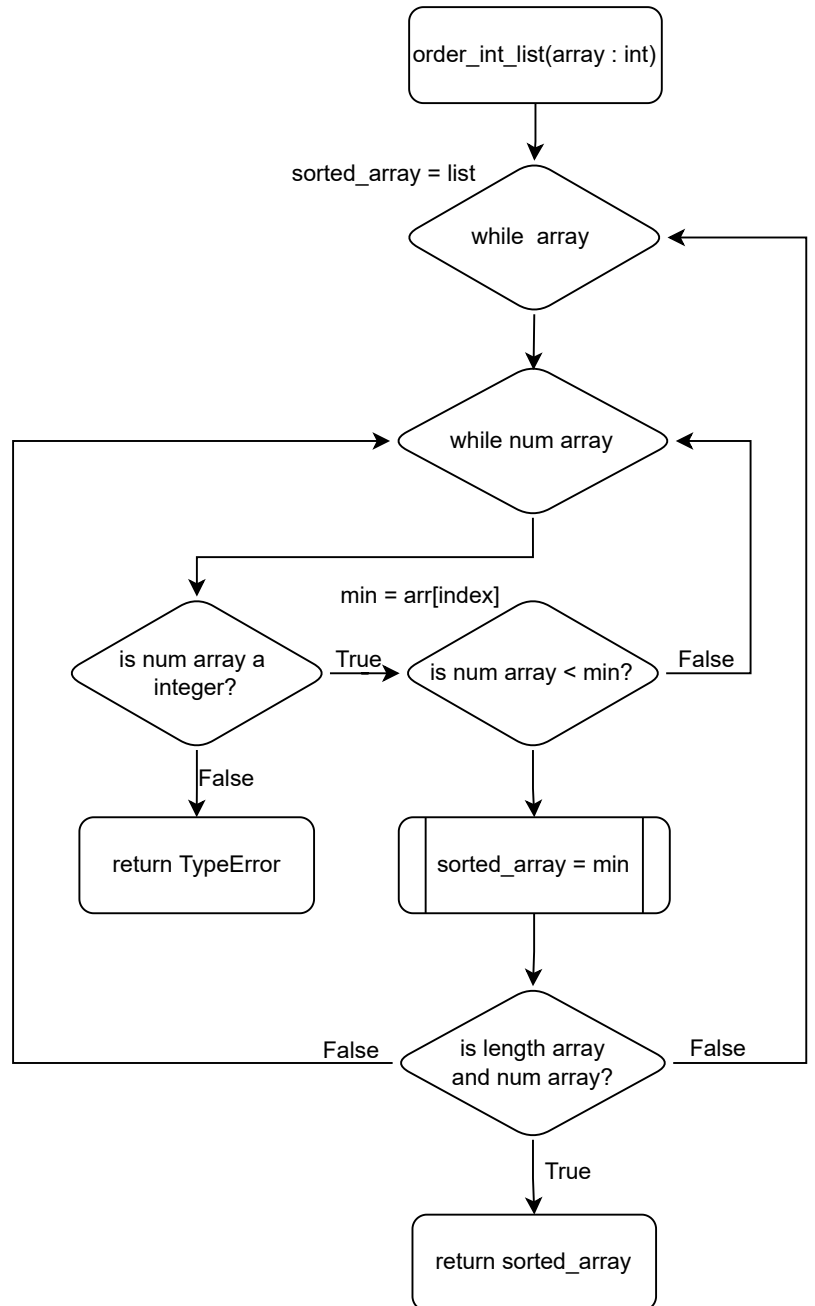 order_int_list(array : int)
sorted_array = list
while  array
while num array
min = arr[index]
is num array a
integer?
True
is num array < min?
False
False
return TypeError
sorted_array = min
is length array
and num array?
False
False
True
return sorted_array